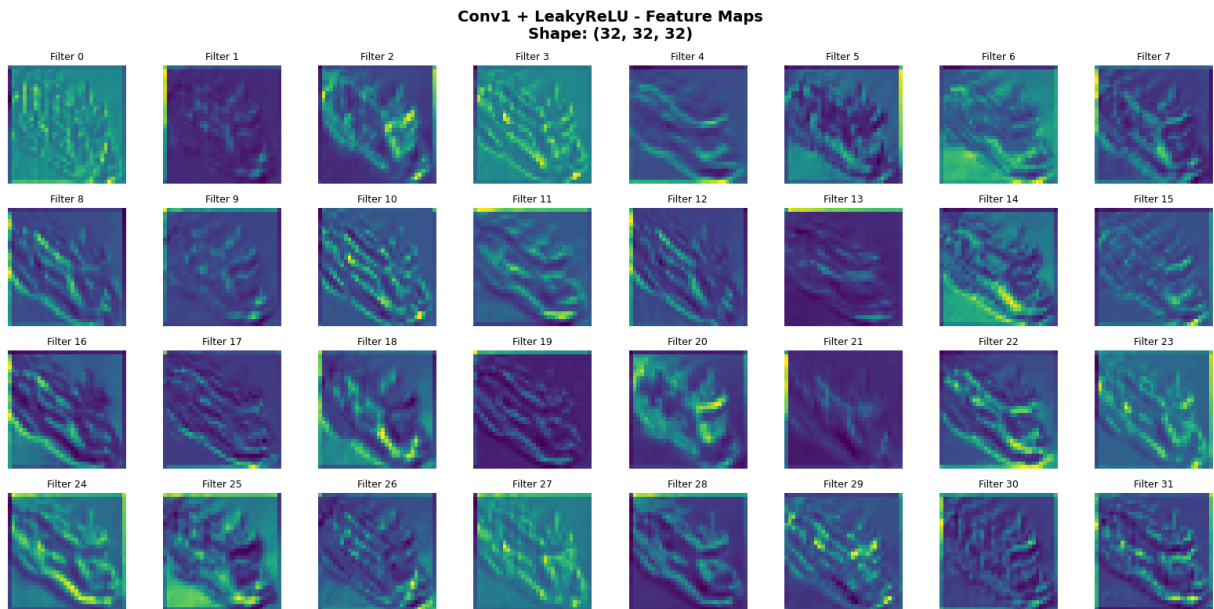 Conv1 + LeakyReLU - Feature Maps
Shape: (32, 32, 32)
Filter 0 Filter 1 Filter 2 Filter 3 Filter 4 Filter 5 Filter 6 Filter 7
Filter 8 Filter 9 Filter 10 Filter 11 Filter 12 Filter 13 Filter 14 Filter 15
Filter 16 Filter 17 Filter 18 Filter 19 Filter 20 Filter 21 Filter 22 Filter 23
Filter 24 Filter 25 Filter 26 Filter 27 Filter 28 Filter 29 Filter 30 Filter 31